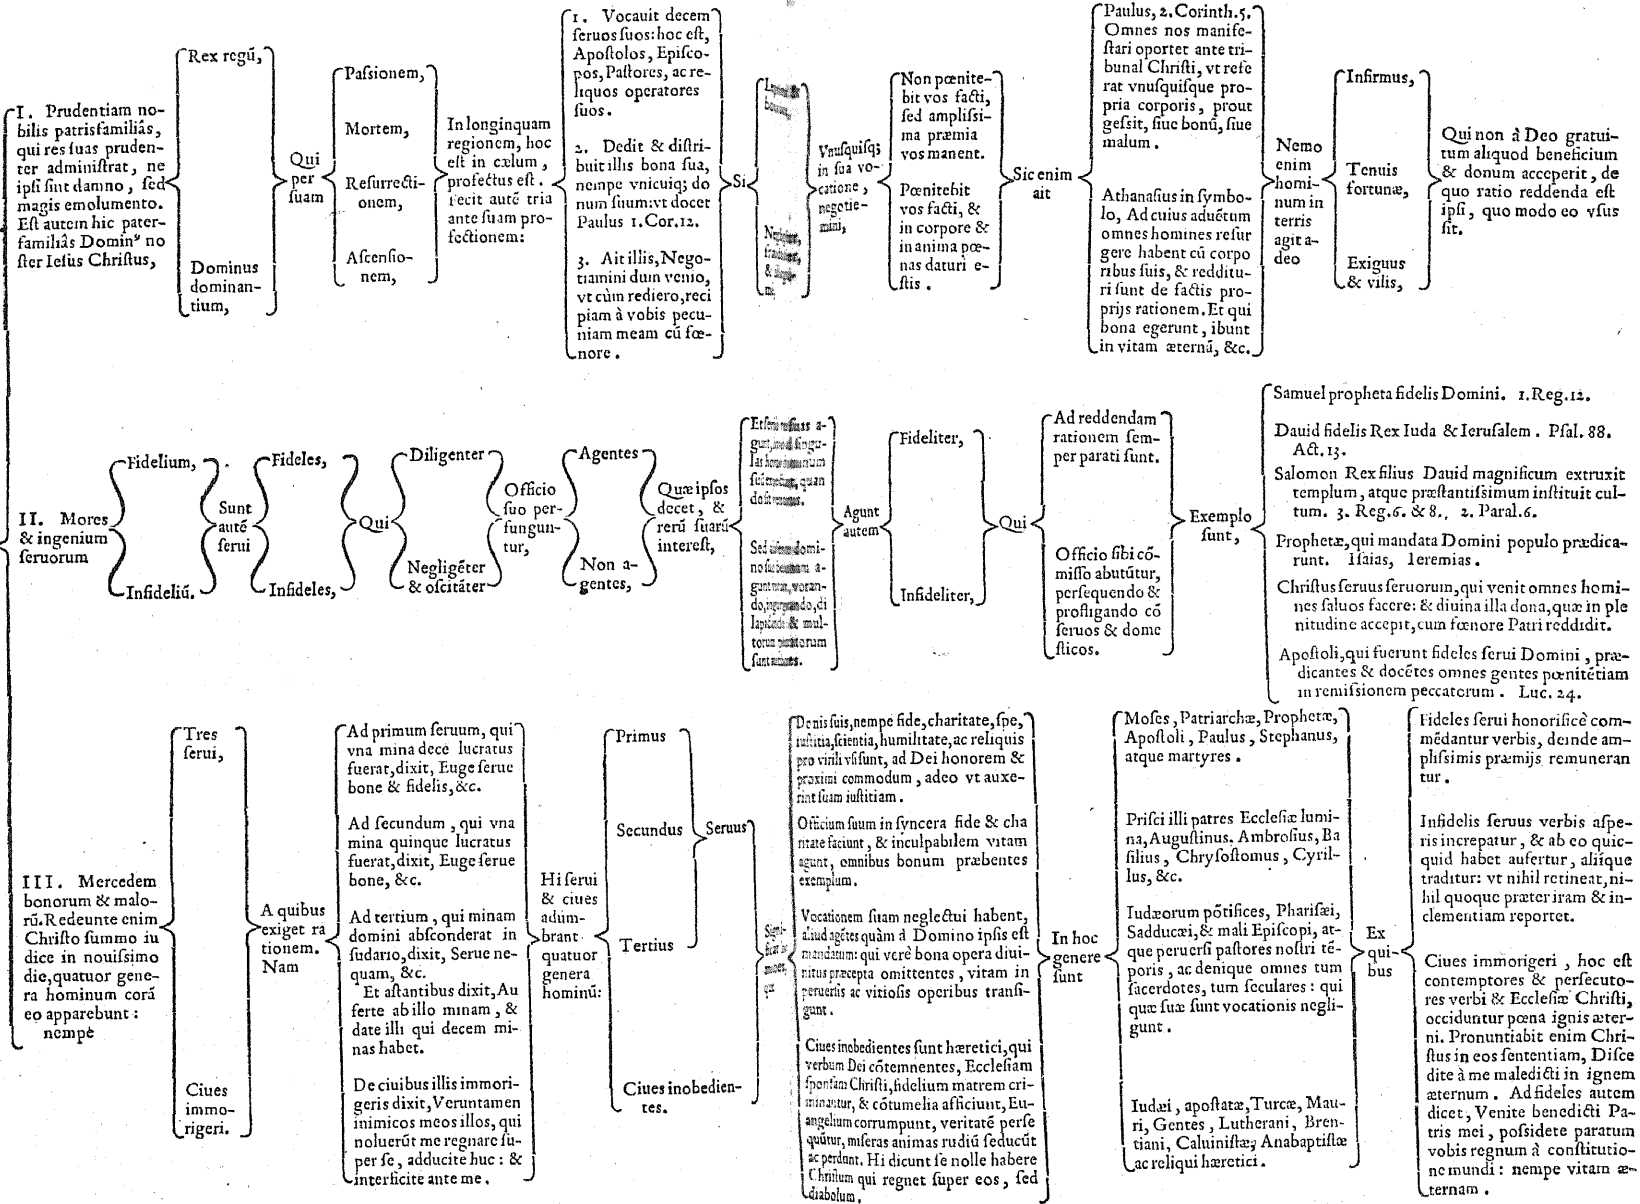 I. Prudentiam no-
bilis patrisfamiliâs,
qui res suas pruden-
ter administrat, ne
ipsi sint damno, sed
magis emolumento.
Est autem hic pater-
familiâs Dominꝰ no
ster Iesus Christus,
Rex regũ,
Dominus
dominan-
tium,
Qui
per
suam
Passionem,
Mortem,
Resurrecti-
onem,
Ascensio-
nem,
In longinquam
regionem, hoc
est in cælum,
profectus est.
Fecit autẽ tria
ante suam pro-
fectionem:
1. Vocauit decem
seruos suos: hoc est,
Apostolos, Episco-
pos, Pastores, ac re-
liquos operatores
suos.
2. Dedit & distri-
buit illis bona sua,
nempe vnicuiq; do
num suum: vt docet
Paulus 1. Cor. 12.
3. Ait illis, Nego-
tiamini dum venio,
vt cùm rediero, reci
piam à vobis pecu-
niam meam cũ fœ-
nore.
Si
Vnusquisq;
in sua vo-
catione,
negotie-
mini,
Non pœnite-
bit vos facti,
sed amplissi-
ma præmia
vos manent.
Pœnitebit
vos facti, &
in corpore &
in anima pœ-
nas daturi e-
stis.
Sic enim
ait
Paulus, 2. Corinth. 5.
Omnes nos manife-
stari oportet ante tri-
bunal Christi, vt refe
rat vnusquisque pro-
pria corporis, prout
gessit, siue bonũ, siue
malum.
Athanasius in symbo-
lo, Ad cuius aduẽtum
omnes homines resur
gere habent cũ corpo
ribus suis, & redditu-
ri sunt de factis pro-
prijs rationem. Et qui
bona egerunt, ibunt
in vitam æternã, &c.
Nemo
enim
homi-
num in
terris
agit a-
deo
Infirmus,
Tenuis
fortunæ,
Exiguus
& vilis,
Qui non à Deo gratui-
tum aliquod beneficium
& donum acceperit, de
quo ratio reddenda est
ipsi, quo modo eo vsus
sit.
II. Mores
& ingenium
seruorum
Fidelium,
Infideliũ.
Sunt
autẽ
serui
Fideles,
Infideles,
Qui
Diligenter
Negligẽter
& oscitãter
Officio
suo per-
fungun-
tur,
Agentes
Non a-
gentes,
Quæ ipsos
decet, &
rerũ suarũ
interest,
Sed domi-
a-
voran-
do, di
& mul-
Agunt
autem
Fideliter,
Infideliter,
Qui
Ad reddendam
rationem sem-
per parati sunt.
Officio sibi cõ-
misso abutũtur,
persequendo &
profligando cõ
seruos & dome
sticos.
Exemplo
sunt,
Samuel propheta fidelis Domini. 1. Reg. 12.
Dauid fidelis Rex Iuda & Ierusalem. Psal. 88.
Act. 13.
Salomon Rex filius Dauid magnificum extruxit
templum, atque præstantissimum instituit cul-
tum. 3. Reg. 6. & 8., 2. Paral. 6.
Prophetæ, qui mandata Domini populo prædica-
runt. Isaias, Ieremias.
Christus seruus seruorum, qui venit omnes homi-
nes saluos facere: & diuina illa dona, quæ in ple
nitudine accepit, cum fœnore Patri reddidit.
Apostoli, qui fuerunt fideles serui Domini, præ-
dicantes & docẽtes omnes gentes pœnitẽtiam
in remissionem peccatorum. Luc. 24.
III. Mercedem
bonorum & malo-
rũ. Redeunte enim
Christo summo iu
dice in nouissimo
die, quatuor gene-
ra hominum corã
eo apparebunt:
nempè
Tres
serui,
Ciues
immo-
rigeri.
A quibus
exiget ra
tionem.
Nam
Ad primum seruum, qui
vna mina decẽ lucratus
fuerat, dixit, Euge serue
bone & fidelis, &c.
Ad secundum, qui vna
mina quinque lucratus
fuerat, dixit, Euge serue
bone, &c.
Ad tertium, qui minam
domini absconderat in
sudario, dixit, Serue ne-
quam, &c.
Et astantibus dixit, Au
ferte ab illo minam, &
date illi qui decem mi-
nas habet.
De ciuibus illis immori-
geris dixit, Veruntamen
inimicos meos illos, qui
noluerũt me regnare su-
per se, adducite huc: &
interficite ante me.
Hi serui
& ciues
adum-
brant
quatuor
genera
hominũ:
Primus
Secundus
Tertius
Seruus
Ciues inobedien-
tes.
Donis suis, nempe fide, charitate, spe,
iustitia, scientia, humilitate, ac reliquis
pro virili vsi sunt, ad Dei honorem &
proximi commodum, adeo vt auxe-
rint suam iustitiam.
Officium suum in syncera fide & cha
ritate faciunt, & inculpabilem vitam
agunt, omnibus bonum præbentes
exemplum.
Vocationem suam neglectui habent,
aliud agẽtes quàm à Domino ipsis est
mandatum: qui verè bona opera diui-
nitus præcepta omittentes, vitam in
peruersis ac vitiosis operibus transi-
gunt.
Ciues inobedientes sunt hæretici, qui
verbum Dei cõtemnentes, Ecclesiam
sponsam Christi, fidelium matrem cri-
minantur, & cõtumelia afficiunt, Eu-
angelium corrumpunt, veritatẽ perse
quũtur, miseras animas rudiũ seducũt
ac perdunt. Hi dicunt se nolle habere
Christum qui regnet super eos, sed
diabolum.
In hoc
genere
sunt
Moses, Patriarchæ, Prophetæ,
Apostoli, Paulus, Stephanus,
atque martyres.
Prisci illi patres Ecclesiæ lumi-
na, Augustinus. Ambrosius, Ba
silius, Chrysostomus, Cyril-
lus, &c.
Iudæorum põtifices, Pharisæi,
Sadducæi, & mali Episcopi, at-
que peruersi pastores nostri tẽ-
poris, ac denique omnes tum
sacerdotes, tum seculares: qui
quæ suæ sunt vocationis negli-
gunt.
Iudæi, apostatæ, Turcæ, Mau-
ri, Gentes, Lutherani, Bren-
tiani, Caluinistæ, Anabaptistæ
ac reliqui hæretici.
Ex
qui-
bus
Fideles serui honorificè com-
mẽdantur verbis, deinde am-
plissimis præmijs remuneran
tur.
Infidelis seruus verbis aspe-
ris increpatur, & ab eo quic-
quid habet aufertur, aliísque
traditur: vt nihil retineat, ni-
hil quoque præter iram & in-
clementiam reportet.
Ciues immorigeri, hoc est
contemptores & persecuto-
res verbi & Ecclesiæ Christi,
occiduntur pœna ignis æter-
ni. Pronuntiabit enim Chri-
stus in eos sententiam, Disce
dite à me maledicti in ignem
æternum. Ad fideles autem
dicet, Venite benedicti Pa-
tris mei, possidete paratum
vobis regnum à constitutio-
ne mundi: nempe vitam æ-
ternam.